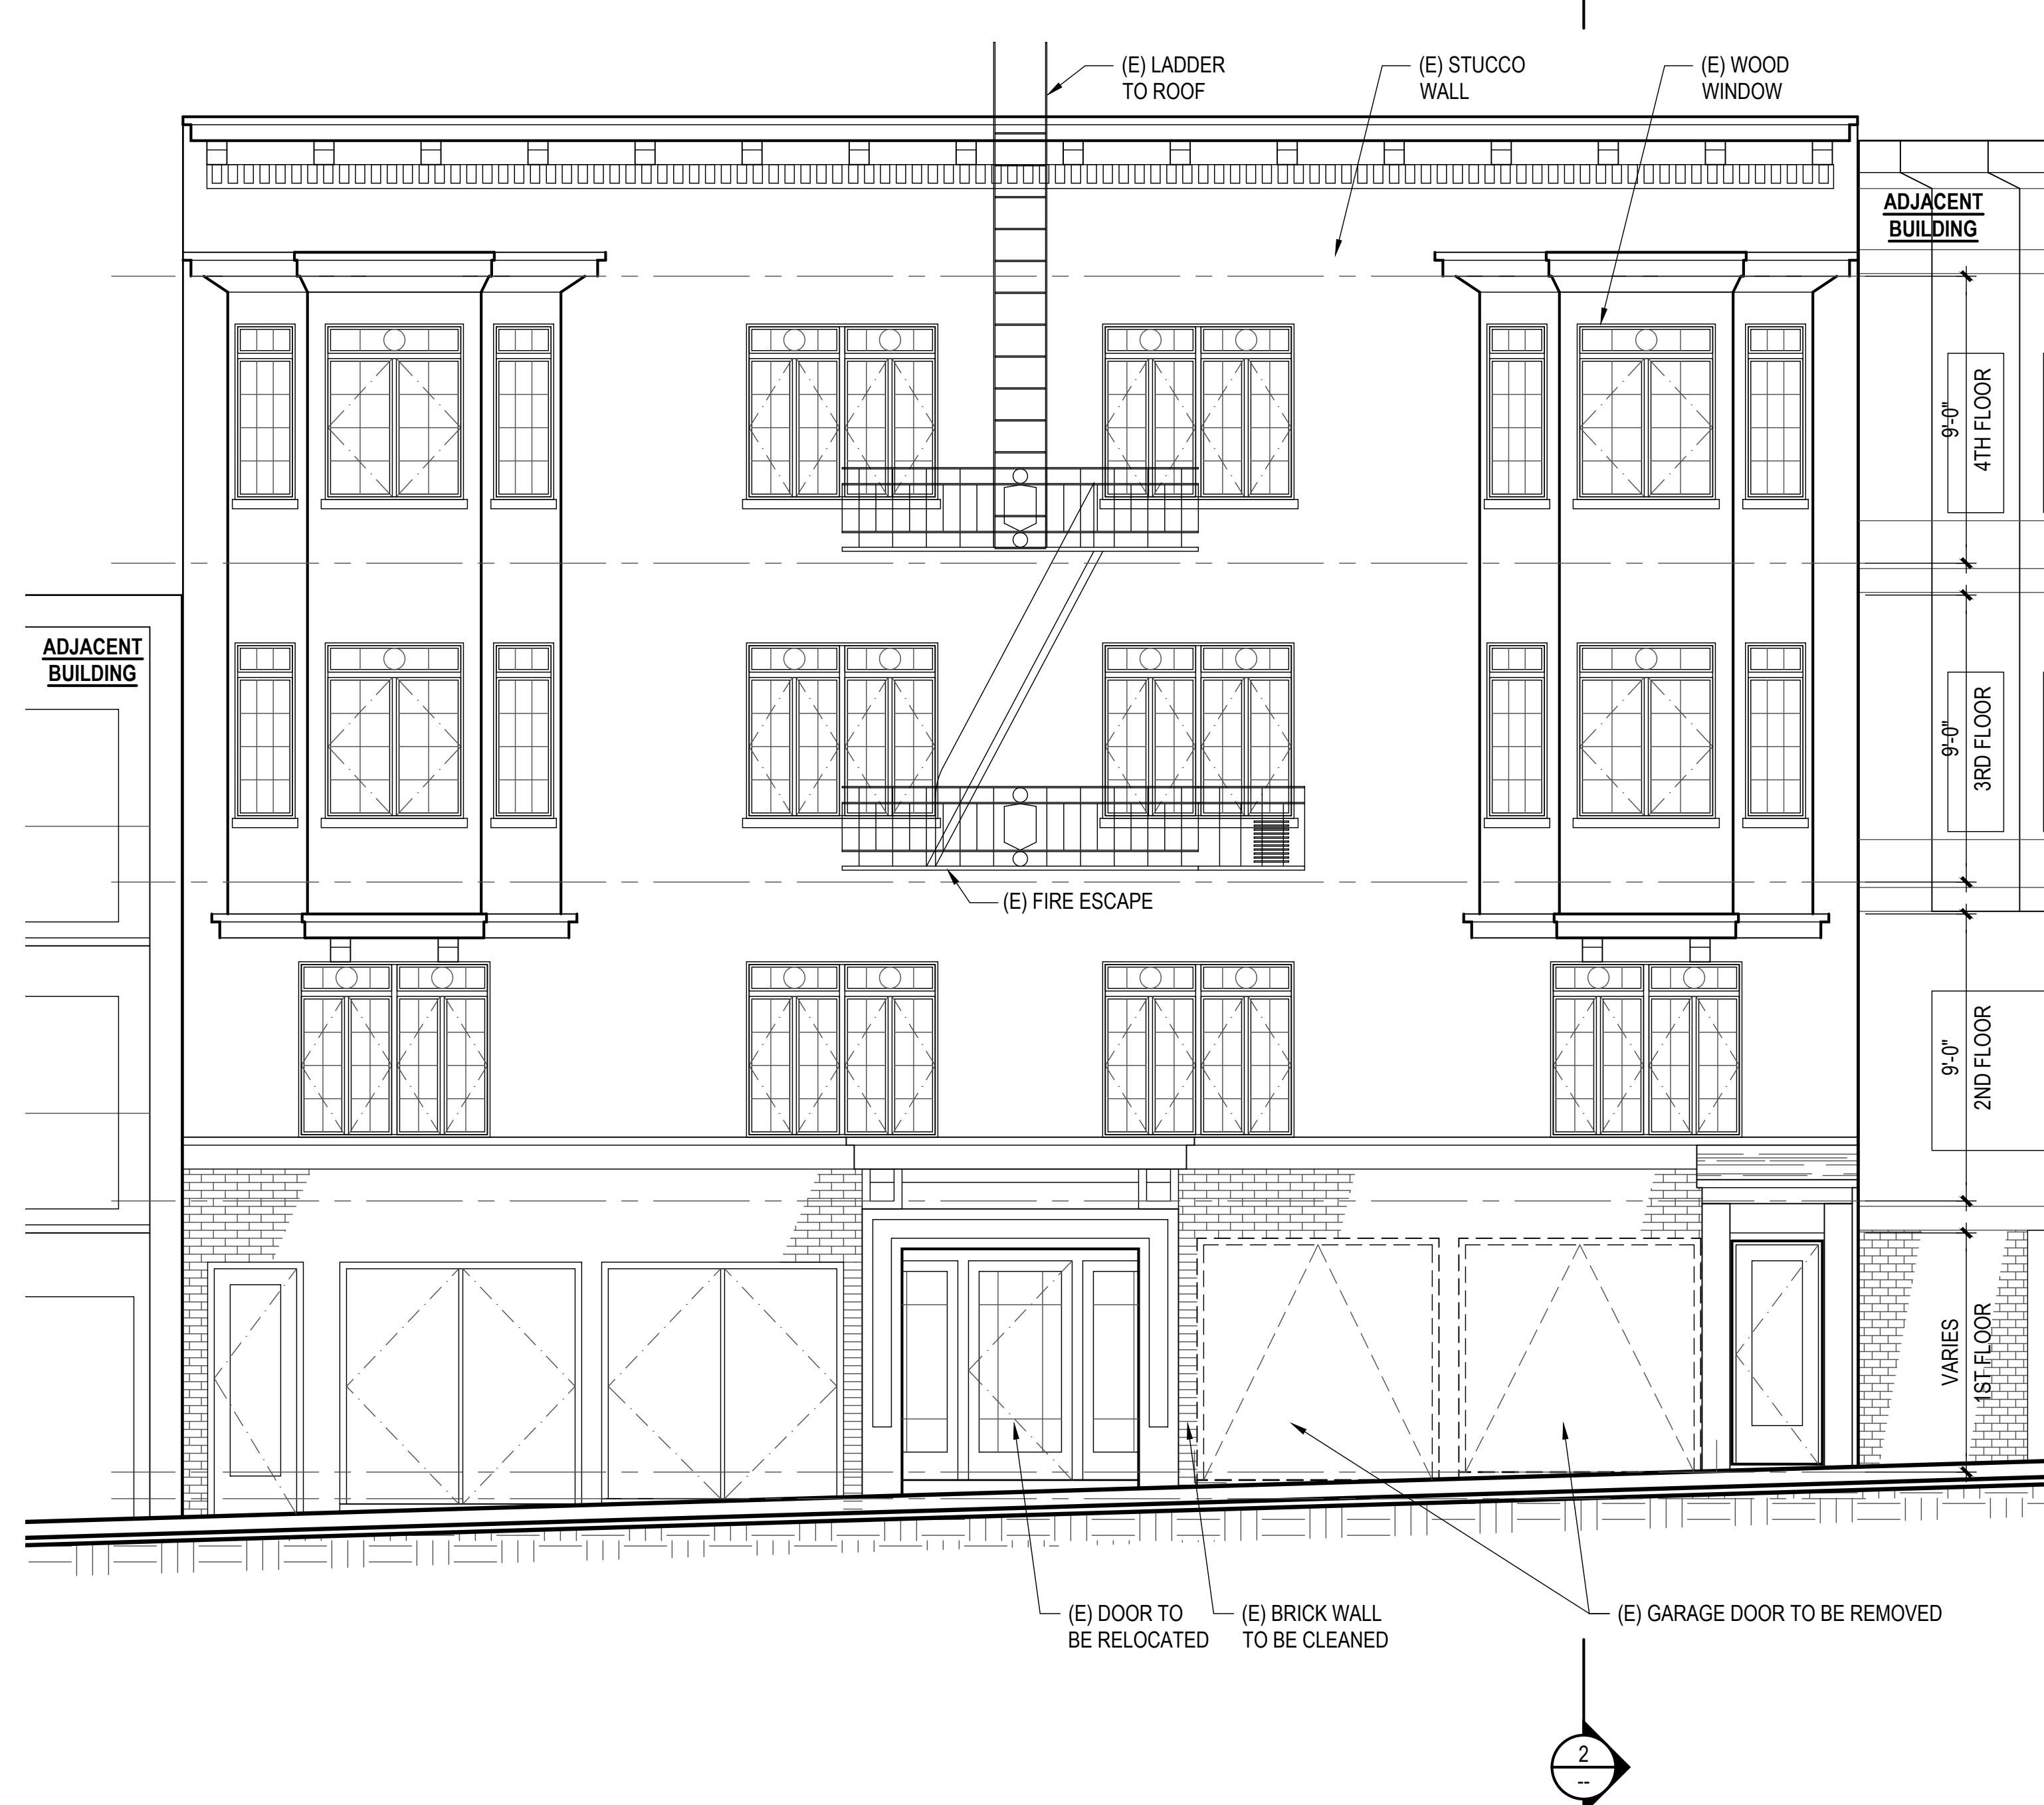 (E) LADDER
TO ROOF
(E) STUCCO
WALL
(E) WOOD
WINDOW
ADJACENT
BUILDING
9'-0"
4TH FLOOR
ADJACENT
BUILDING
9'-0"
3RD FLOOR
(E) FIRE ESCAPE
9'-0"
2ND FLOOR
VARIES
1ST FLOOR
(E) DOOR TO
BE RELOCATED
(E) BRICK WALL
TO BE CLEANED
(E) GARAGE DOOR TO BE REMOVED
2
--